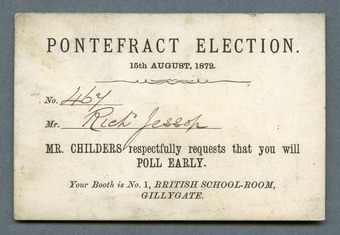 PONTEFRACT ELECTION.
15th AUGUST, 1872.
No. 467
Mr. Rich^d Jessop
MR. CHILDERS respectfully requests that you will
POLL EARLY.
Your Booth is No. 1, BRITISH SCHOOL-ROOM,
GILLYGATE.